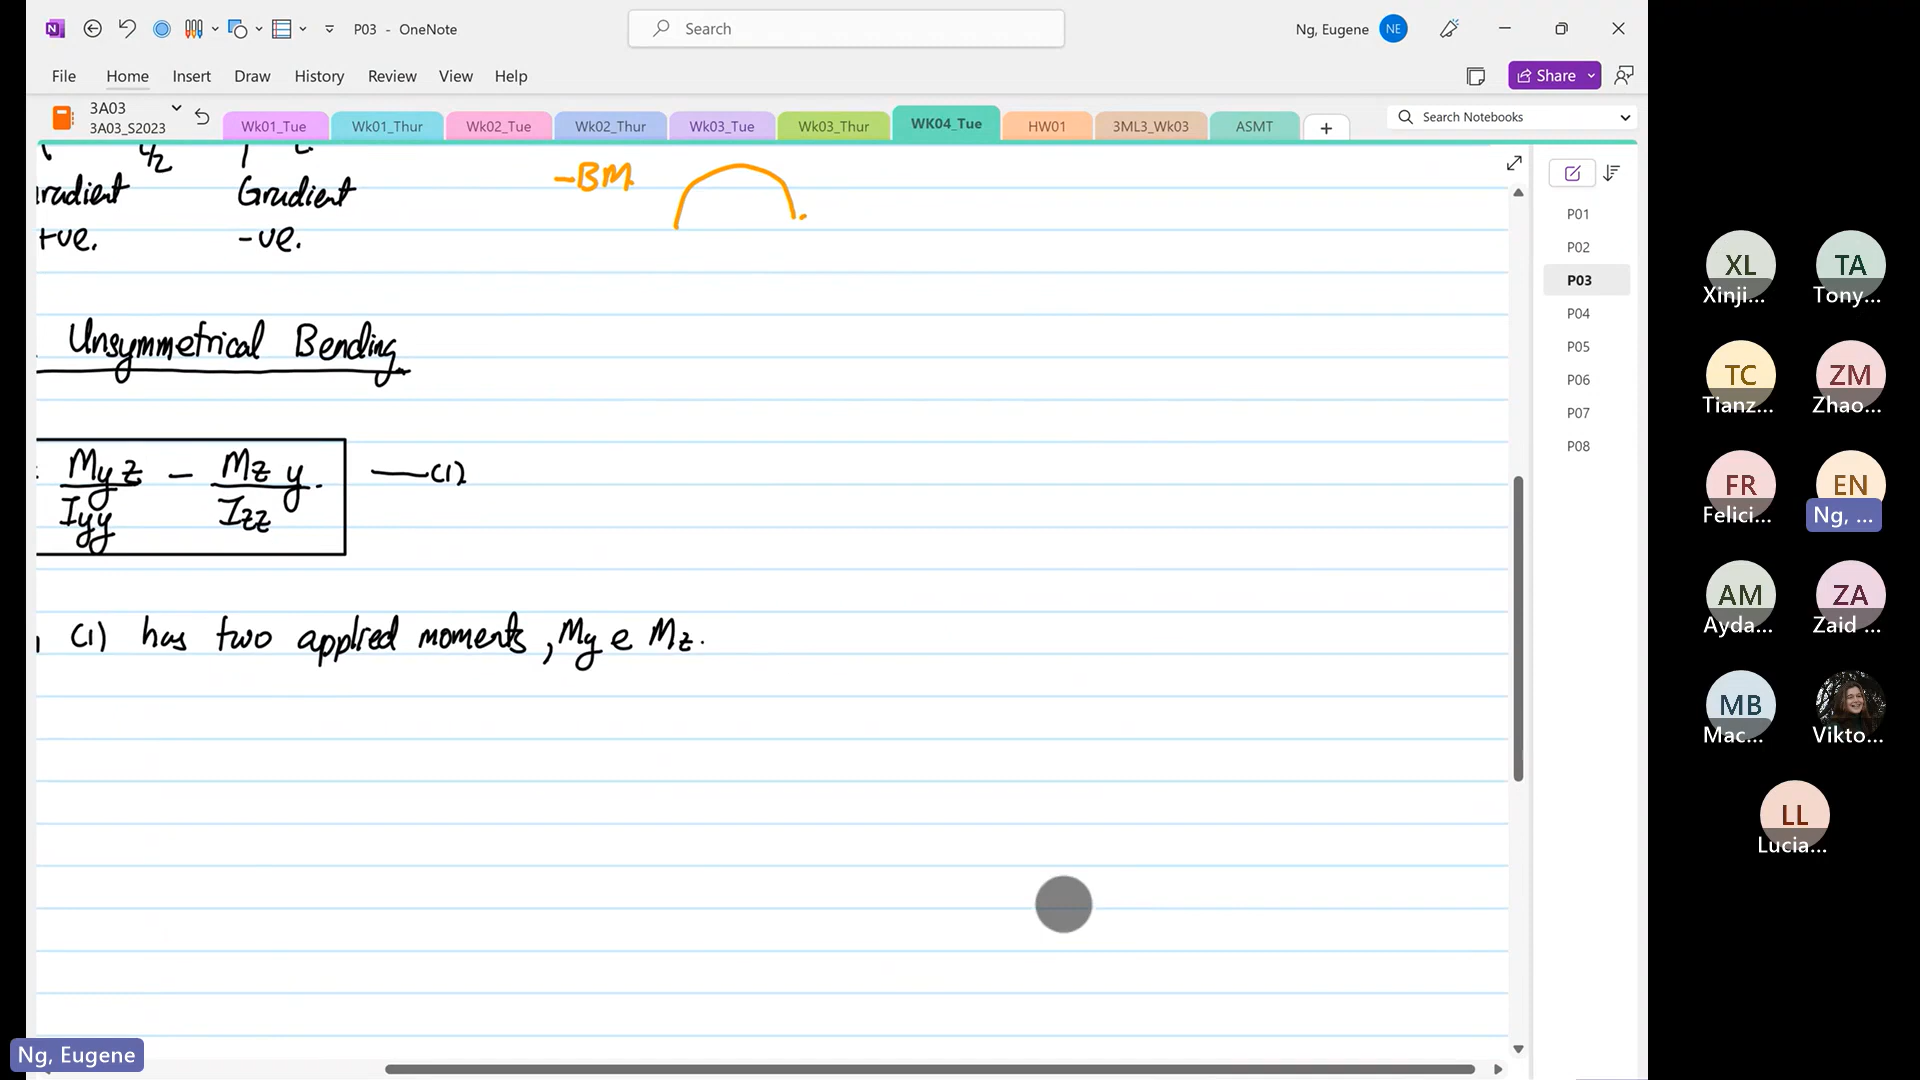 P03 - OneNote
Search
Ng, Eugene
NE
File Home Insert Draw History Review View Help
Share
3A03
3A03_S2023
Wk01_Tue Wk01_Thur Wk02_Tue Wk02_Thur Wk03_Tue Wk03_Thur WK04_Tue HW01 3ML3_Wk03 ASMT +
Search Notebooks
P01
P02
P03
P04
P05
P06
P07
P08
L/2
radient Gradient
+ve. -ve.
-BM.
Unsymmetrical Bending
My z / Iyy - Mz y. / Izz —(1)
(1) has two applied moments, My e Mz.
XL Xinji...
TA Tony...
TC Tianz...
ZM Zhao...
FR Felici...
EN Ng, ...
AM Ayda...
ZA Zaid ...
MB Mac...
Vikto...
LL Lucia...
Ng, Eugene